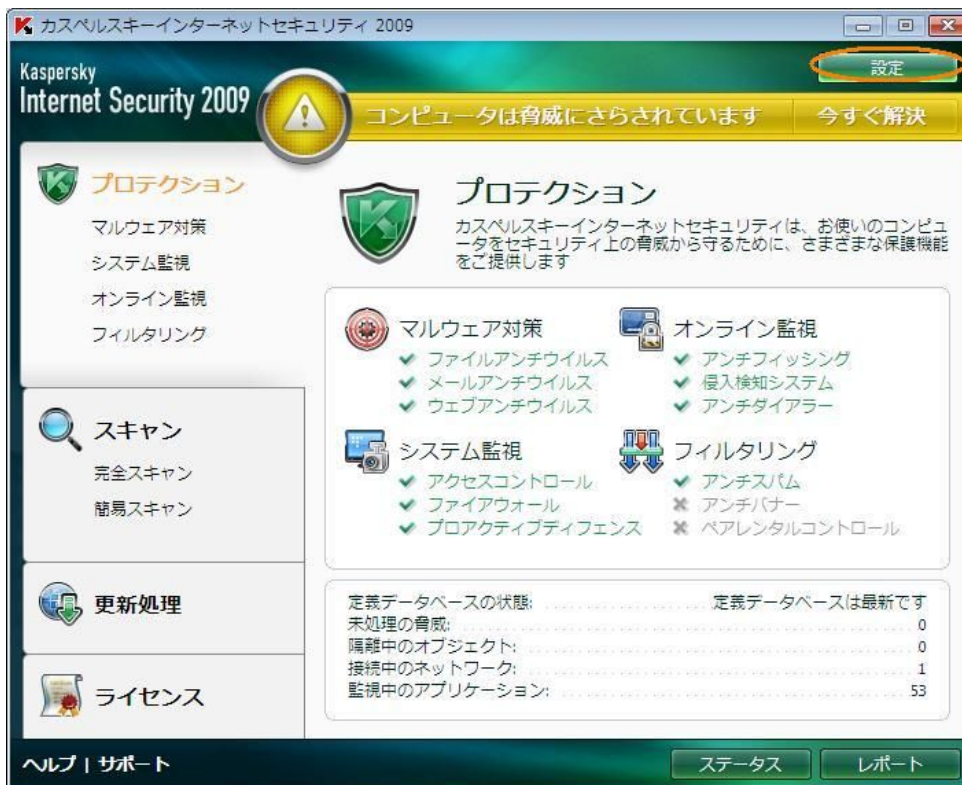 カスペルスキーインターネットセキュリティ 2009
設定
Kaspersky
Internet Security 2009
コンピュータは脅威にさらされています
今すぐ解決
プロテクション
マルウェア対策
システム監視
オンライン監視
フィルタリング
スキャン
完全スキャン
簡易スキャン
更新処理
ライセンス
プロテクション
カスペルスキーインターネットセキュリティは、お使いのコンピュ
ータをセキュリティ上の脅威から守るために、さまざまな保護機能
をご提供します
マルウェア対策
ファイルアンチウイルス
メールアンチウイルス
ウェブアンチウイルス
オンライン監視
アンチフィッシング
侵入検知システム
アンチダイアラー
システム監視
アクセスコントロール
ファイアウォール
プロアクティブディフェンス
フィルタリング
アンチスパム
アンチバナー
ペアレンタルコントロール
定義データベースの状態: 定義データベースは最新です
未処理の脅威: 0
隔離中のオブジェクト: 0
接続中のネットワーク: 1
監視中のアプリケーション: 53
ヘルプ | サポート
ステータス
レポート